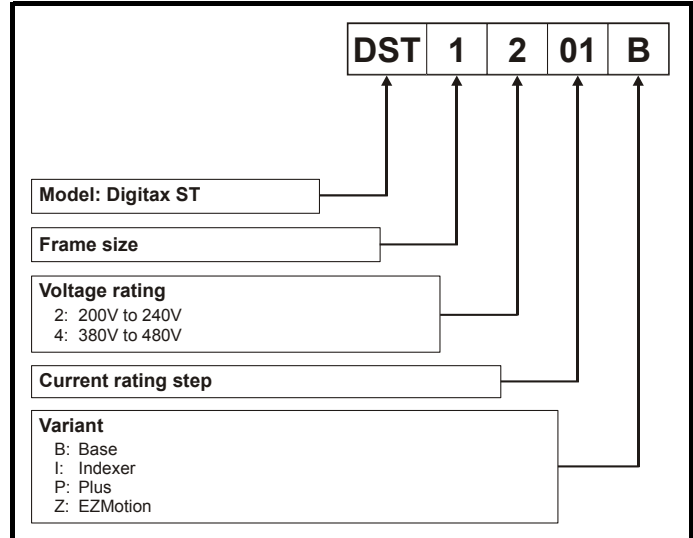 DST 1 2 01 B
Model: Digitax ST
Frame size
Voltage rating
2: 200V to 240V
4: 380V to 480V
Current rating step
Variant
B: Base
I: Indexer
P: Plus
Z: EZMotion